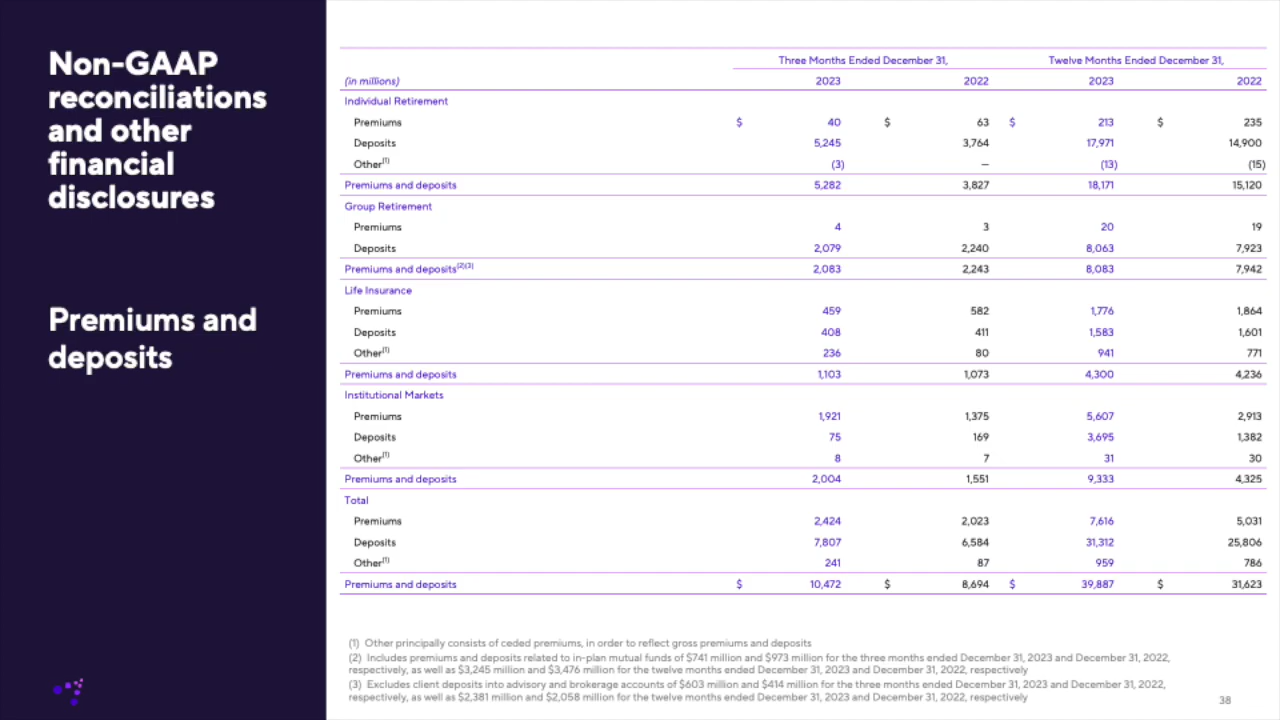 Non-GAAP
reconciliations
and other
financial
disclosures
Premiums and
deposits
Three Months Ended December 31, Twelve Months Ended December 31,
(in millions) 2023 2022 2023 2022
Individual Retirement
Premiums $ 40 $ 63 $ 213 $ 235
Deposits 5,245 3,764 17,971 14,900
Other(1) (3) — (13) (15)
Premiums and deposits 5,282 3,827 18,171 15,120
Group Retirement
Premiums 4 3 20 19
Deposits 2,079 2,240 8,063 7,923
Premiums and deposits(2)(3) 2,083 2,243 8,083 7,942
Life Insurance
Premiums 459 582 1,776 1,864
Deposits 408 411 1,583 1,601
Other(1) 236 80 941 771
Premiums and deposits 1,103 1,073 4,300 4,236
Institutional Markets
Premiums 1,921 1,375 5,607 2,913
Deposits 75 169 3,695 1,382
Other(1) 8 7 31 30
Premiums and deposits 2,004 1,551 9,333 4,325
Total
Premiums 2,424 2,023 7,616 5,031
Deposits 7,807 6,584 31,312 25,806
Other(1) 241 87 959 786
Premiums and deposits $ 10,472 $ 8,694 $ 39,887 $ 31,623
(1) Other principally consists of ceded premiums, in order to reflect gross premiums and deposits
(2) Includes premiums and deposits related to in-plan mutual funds of $741 million and $973 million for the three months ended December 31, 2023 and December 31, 2022,
respectively, as well as $3,245 million and $3,476 million for the twelve months ended December 31, 2023 and December 31, 2022, respectively
(3) Excludes client deposits into advisory and brokerage accounts of $603 million and $414 million for the three months ended December 31, 2023 and December 31, 2022,
respectively, as well as $2,381 million and $2,058 million for the twelve months ended December 31, 2023 and December 31, 2022, respectively
38